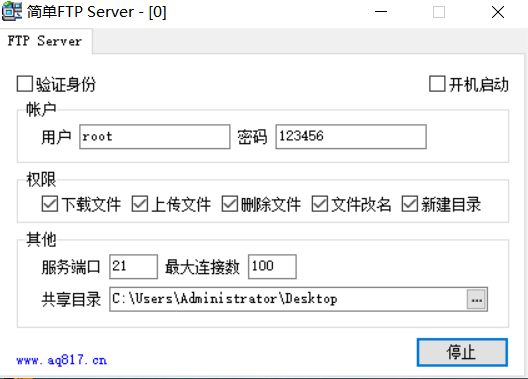 简单FTP Server - [0]
FTP Server
验证身份 开机启动
帐户
用户 root 密码 123456
权限
下载文件 上传文件 删除文件 文件改名 新建目录
其他
服务端口 21 最大连接数 100
共享目录 C:\Users\Administrator\Desktop ...
停止
www.aq817.cn